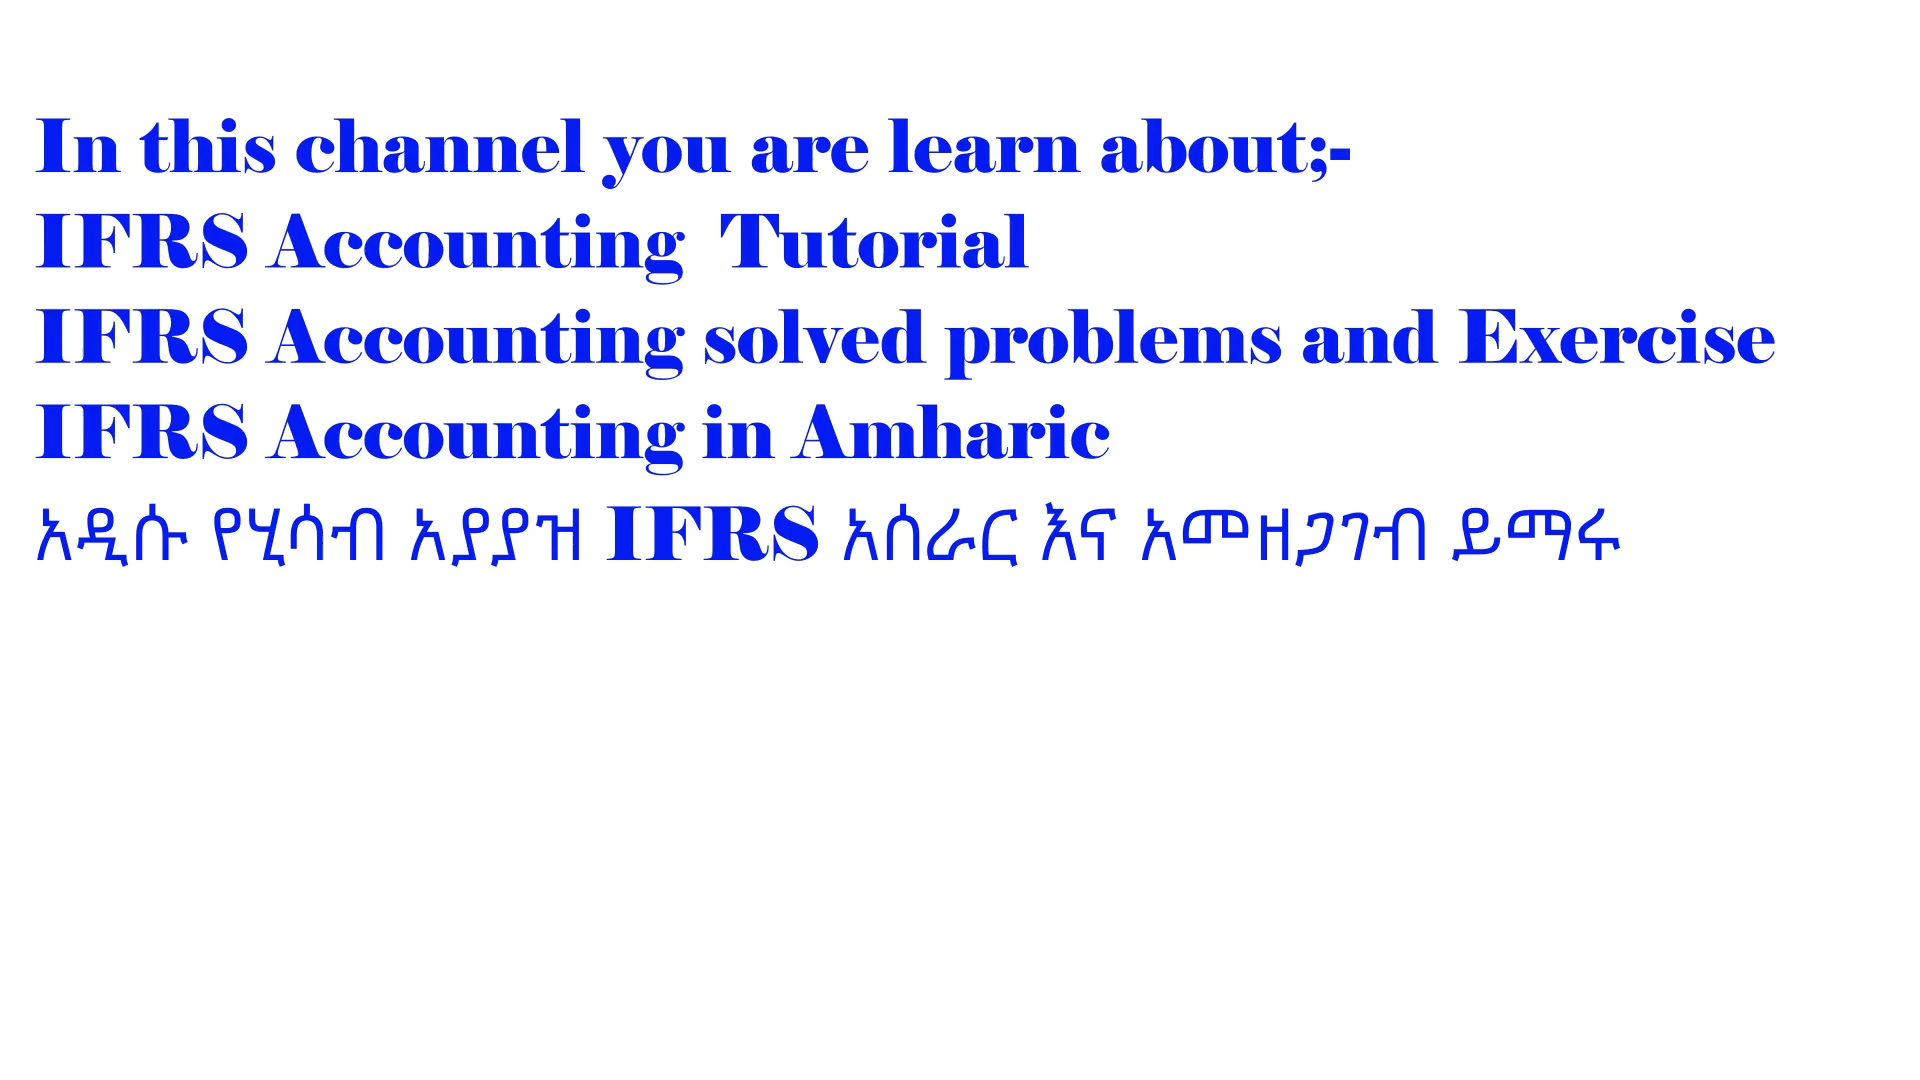 In this channel you are learn about;-
IFRS Accounting  Tutorial
IFRS Accounting solved problems and Exercise
IFRS Accounting in Amharic
አዲሱ የሂሳብ አያያዝ IFRS አሰራር እና አመዘጋገብ ይማሩ